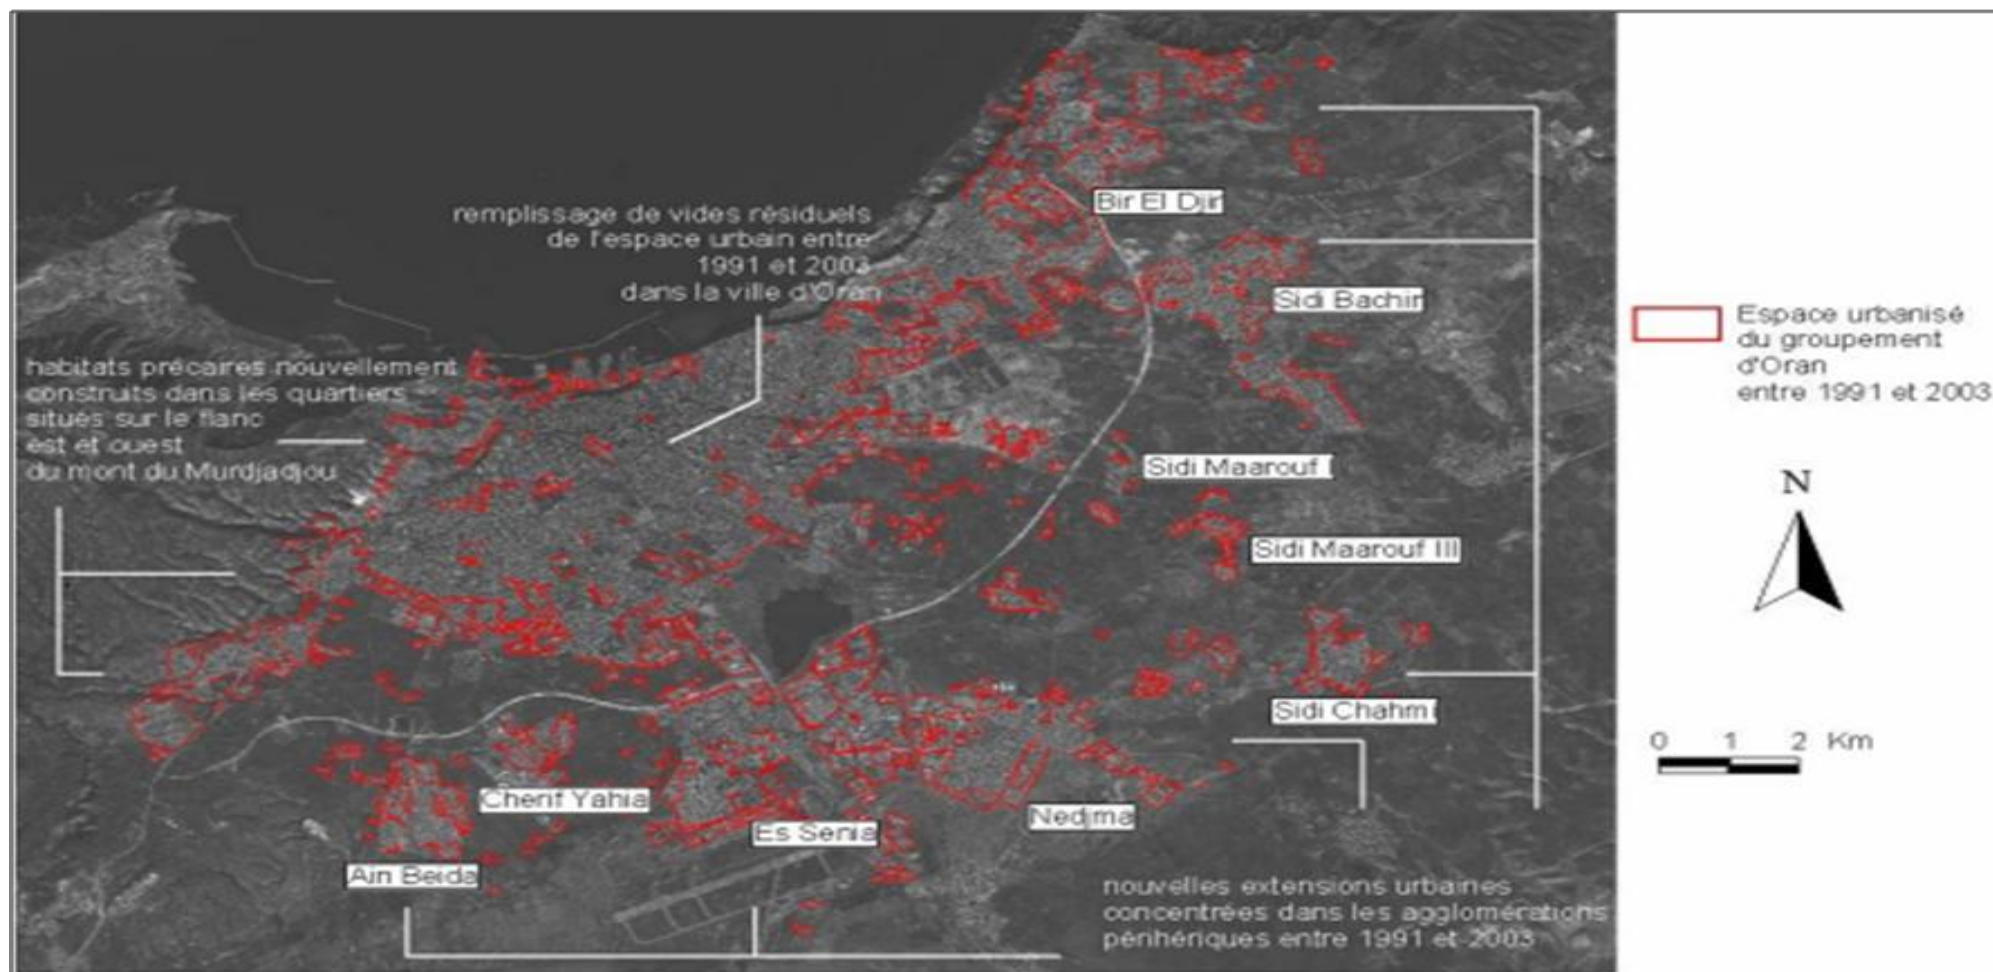 remplissage de vides résiduels
de l'espace urbain entre
1991 et 2003
dans la ville d'Oran
habitats précaires nouvellement
construits dans les quartiers
situés sur le flanc
est et ouest
du mont du Murdjadjou
Bir El Djir
Sidi Bachir
Sidi Maarouf I
Sidi Maarouf III
Sidi Chahmi
Cherif Yahia
Es Senia
Nedjma
Ain Beida
nouvelles extensions urbaines
concentrées dans les agglomérations
périhériques entre 1991 et 2003
Espace urbanisé
du groupement
d'Oran
entre 1991 et 2003
N
0 1 2 Km